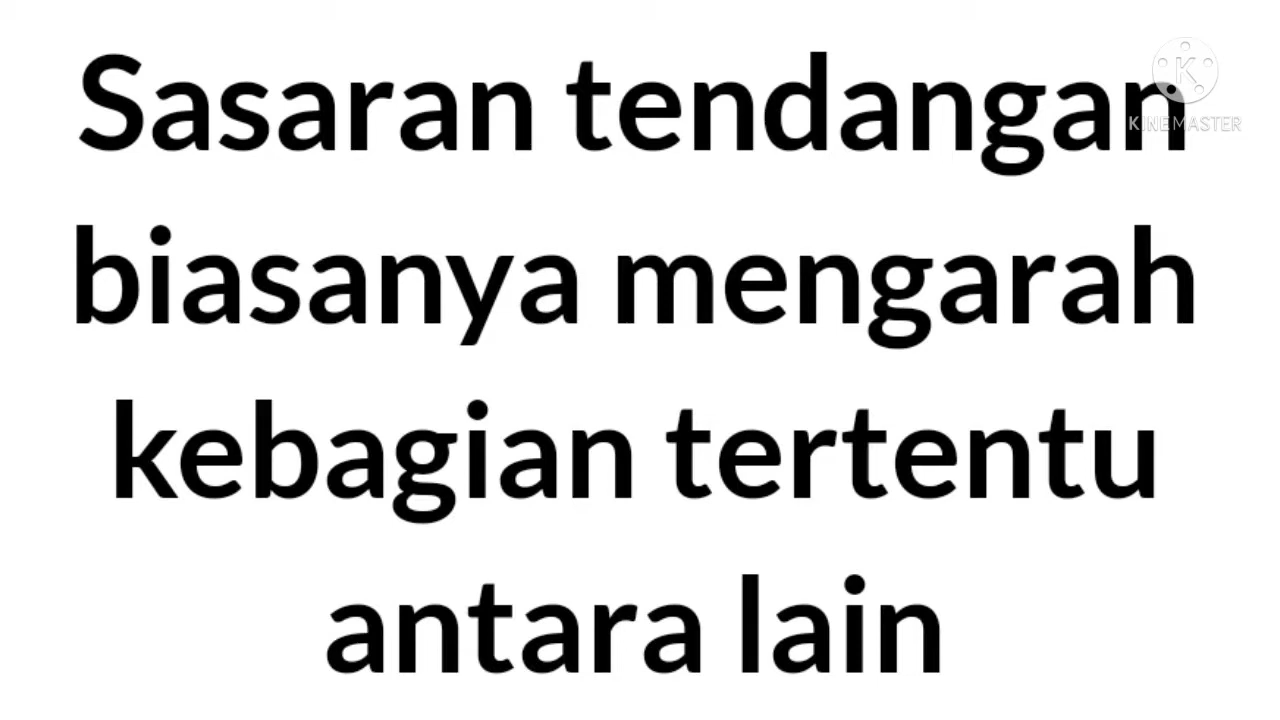 Sasaran tendangan
KINEMASTER
biasanya mengarah
kebagian tertentu
antara lain